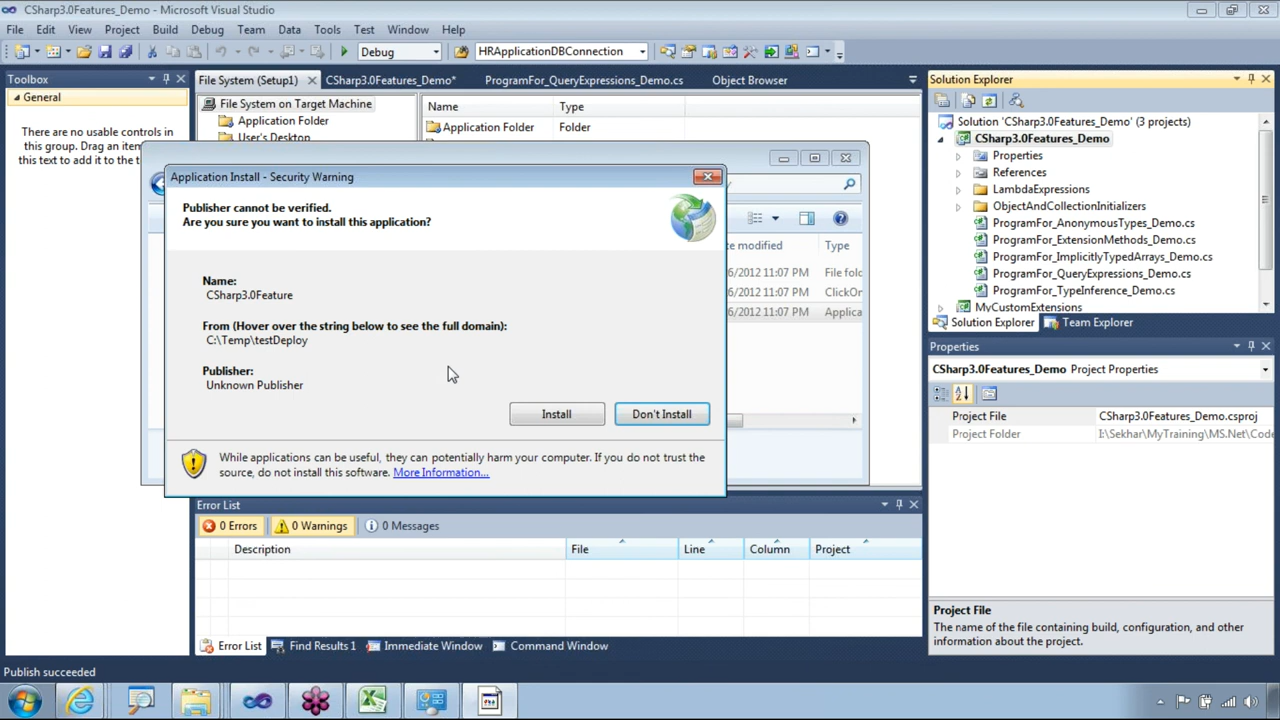 CSharp3.0Features_Demo - Microsoft Visual Studio
File Edit View Project Build Debug Team Data Tools Test Window Help
Debug HRApplicationDBConnection
Toolbox
General
There are no usable controls in
this group. Drag an item
this text to add it to the t
File System (Setup1) CSharp3.0Features_Demo* ProgramFor_QueryExpressions_Demo.cs Object Browser
File System on Target Machine
Application Folder
User's Desktop
Name Type
Application Folder Folder
te modified Type
6/2012 11:07 PM File fol
6/2012 11:07 PM ClickOn
6/2012 11:07 PM Applica
Application Install - Security Warning
Publisher cannot be verified.
Are you sure you want to install this application?
Name:
CSharp3.0Feature
From (Hover over the string below to see the full domain):
C:\Temp\testDeploy
Publisher:
Unknown Publisher
Install Don't Install
While applications can be useful, they can potentially harm your computer. If you do not trust the
source, do not install this software. More Information...
Error List
0 Errors 0 Warnings 0 Messages
Description File Line Column Project
Error List Find Results 1 Immediate Window Command Window
Solution Explorer
Solution 'CSharp3.0Features_Demo' (3 projects)
CSharp3.0Features_Demo
Properties
References
LambdaExpressions
ObjectAndCollectionInitializers
ProgramFor_AnonymousTypes_Demo.cs
ProgramFor_ExtensionMethods_Demo.cs
ProgramFor_ImplicitlyTypedArrays_Demo.cs
ProgramFor_QueryExpressions_Demo.cs
ProgramFor_TypeInference_Demo.cs
MyCustomExtensions
Solution Explorer Team Explorer
Properties
CSharp3.0Features_Demo Project Properties
Project File CSharp3.0Features_Demo.csproj
Project Folder I:\Sekhar\MyTraining\MS.Net\Code
Project File
The name of the file containing build, configuration, and other
information about the project.
Publish succeeded